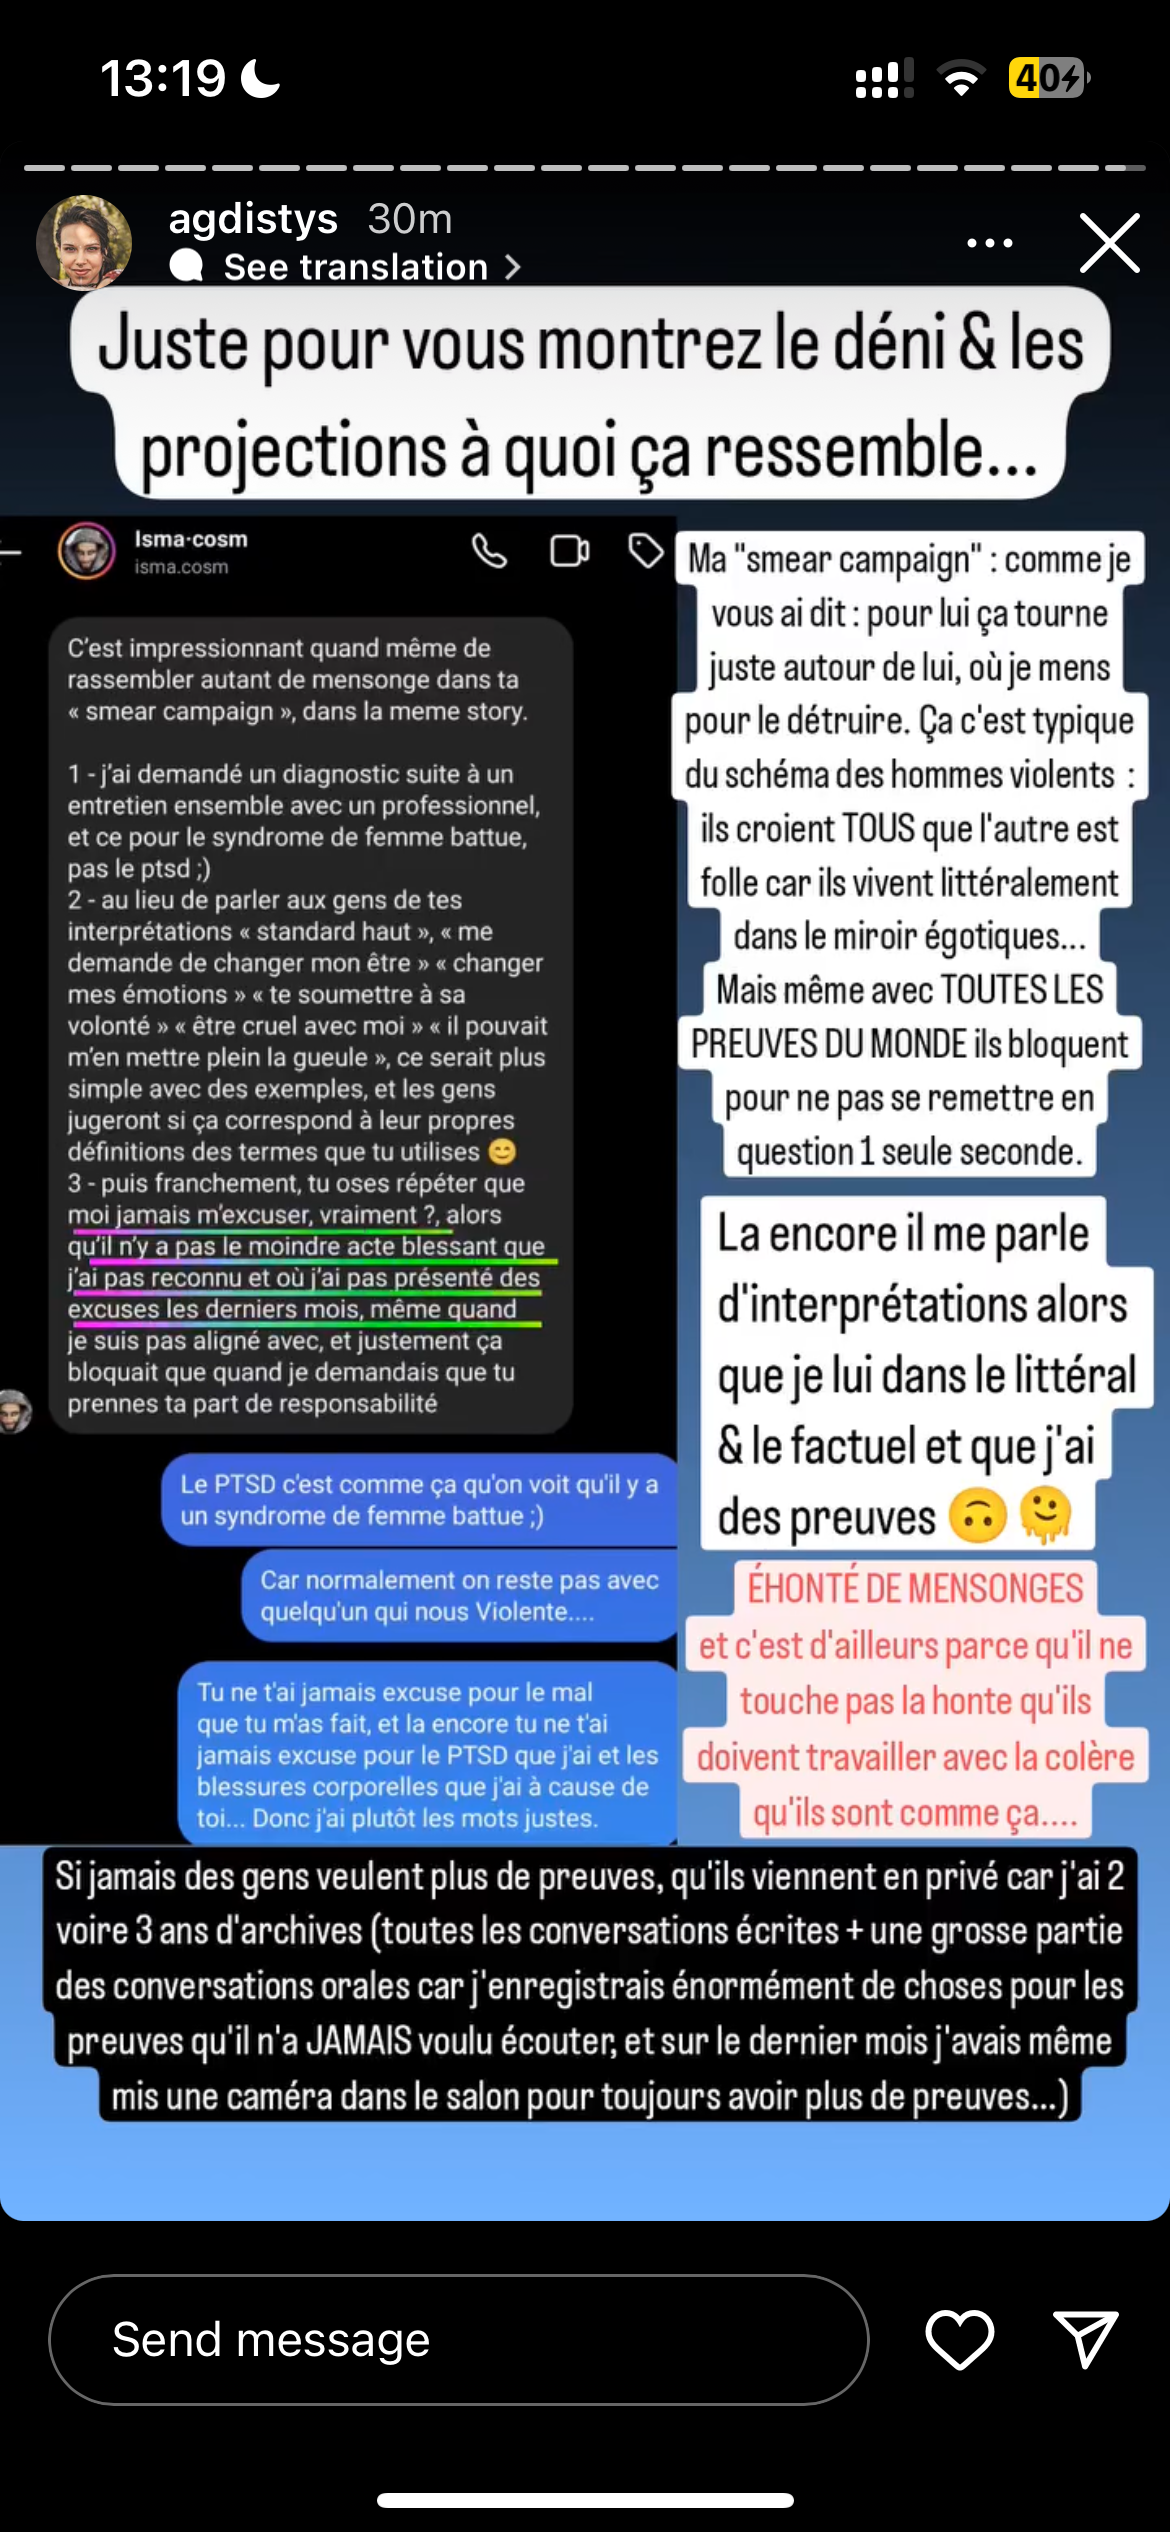 13:19
40
agdistys 30m
See translation >
Juste pour vous montrez le déni & les
projections à quoi ça ressemble...
Isma·cosm
isma.cosm
C'est impressionnant quand même de
rassembler autant de mensonge dans ta
« smear campaign », dans la meme story.
1 - j'ai demandé un diagnostic suite à un
entretien ensemble avec un professionnel,
et ce pour le syndrome de femme battue,
pas le ptsd ;)
2 - au lieu de parler aux gens de tes
interprétations « standard haut », « me
demande de changer mon être » « changer
mes émotions » « te soumettre à sa
volonté » « être cruel avec moi » « il pouvait
m'en mettre plein la gueule », ce serait plus
simple avec des exemples, et les gens
jugeront si ça correspond à leur propres
définitions des termes que tu utilises 😊
3 - puis franchement, tu oses répéter que
moi jamais m'excuser, vraiment ?, alors
qu'il n'y a pas le moindre acte blessant que
j'ai pas reconnu et où j'ai pas présenté des
excuses les derniers mois, même quand
je suis pas aligné avec, et justement ça
bloquait que quand je demandais que tu
prennes ta part de responsabilité
Le PTSD c'est comme ça qu'on voit qu'il y a
un syndrome de femme battue ;)
Car normalement on reste pas avec
quelqu'un qui nous Violente....
Tu ne t'ai jamais excuse pour le mal
que tu m'as fait, et la encore tu ne t'ai
jamais excuse pour le PTSD que j'ai et les
blessures corporelles que j'ai à cause de
toi... Donc j'ai plutôt les mots justes.
Ma "smear campaign" : comme je
vous ai dit : pour lui ça tourne
juste autour de lui, où je mens
pour le détruire. Ça c'est typique
du schéma des hommes violents :
ils croient TOUS que l'autre est
folle car ils vivent littéralement
dans le miroir égotiques...
Mais même avec TOUTES LES
PREUVES DU MONDE ils bloquent
pour ne pas se remettre en
question 1 seule seconde.
La encore il me parle
d'interprétations alors
que je lui dans le littéral
& le factuel et que j'ai
des preuves 🙃🫠
ÉHONTÉ DE MENSONGES
et c'est d'ailleurs parce qu'il ne
touche pas la honte qu'ils
doivent travailler avec la colère
qu'ils sont comme ça....
Si jamais des gens veulent plus de preuves, qu'ils viennent en privé car j'ai 2
voire 3 ans d'archives (toutes les conversations écrites + une grosse partie
des conversations orales car j'enregistrais énormément de choses pour les
preuves qu'il n'a JAMAIS voulu écouter, et sur le dernier mois j'avais même
mis une caméra dans le salon pour toujours avoir plus de preuves...)
Send message